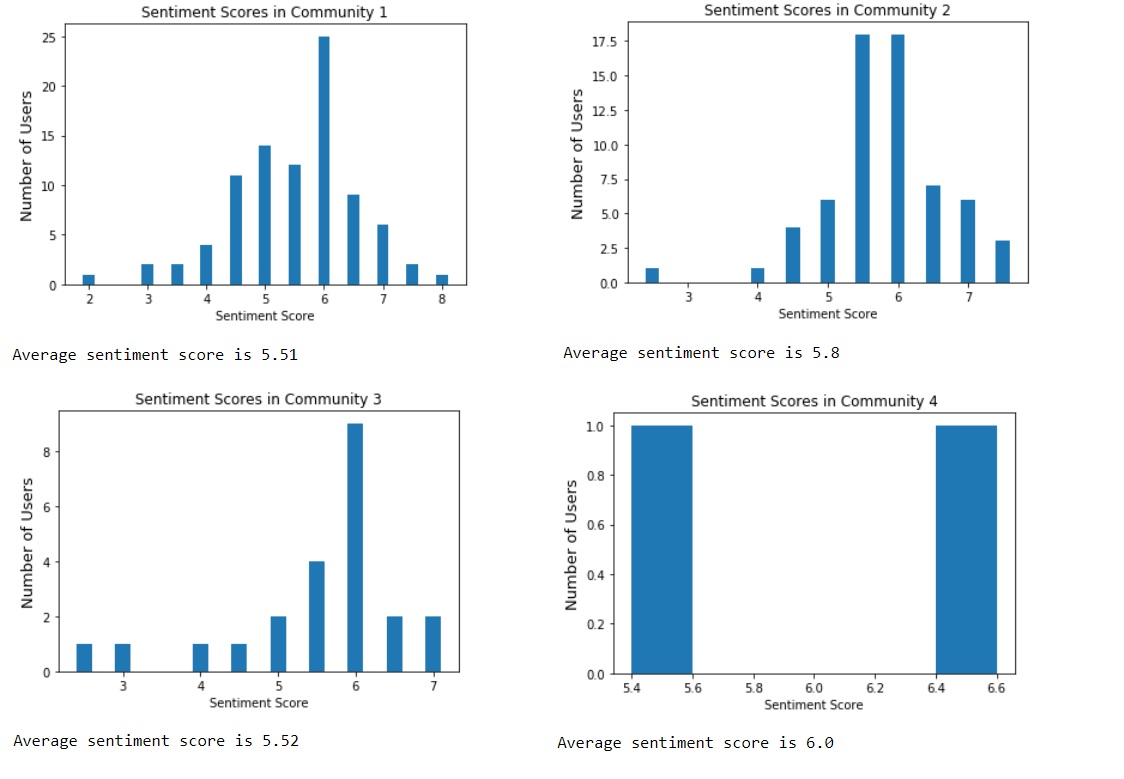 Sentiment Scores in Community 1
Number of Users
25
20
15
10
5
0
2 3 4 5 6 7 8
Sentiment Score
Average sentiment score is 5.51
Sentiment Scores in Community 2
Number of Users
17.5
15.0
12.5
10.0
7.5
5.0
2.5
0.0
3 4 5 6 7
Sentiment Score
Average sentiment score is 5.8
Sentiment Scores in Community 3
Number of Users
8
6
4
2
0
3 4 5 6 7
Sentiment Score
Average sentiment score is 5.52
Sentiment Scores in Community 4
Number of Users
1.0
0.8
0.6
0.4
0.2
0.0
5.4 5.6 5.8 6.0 6.2 6.4 6.6
Sentiment Score
Average sentiment score is 6.0